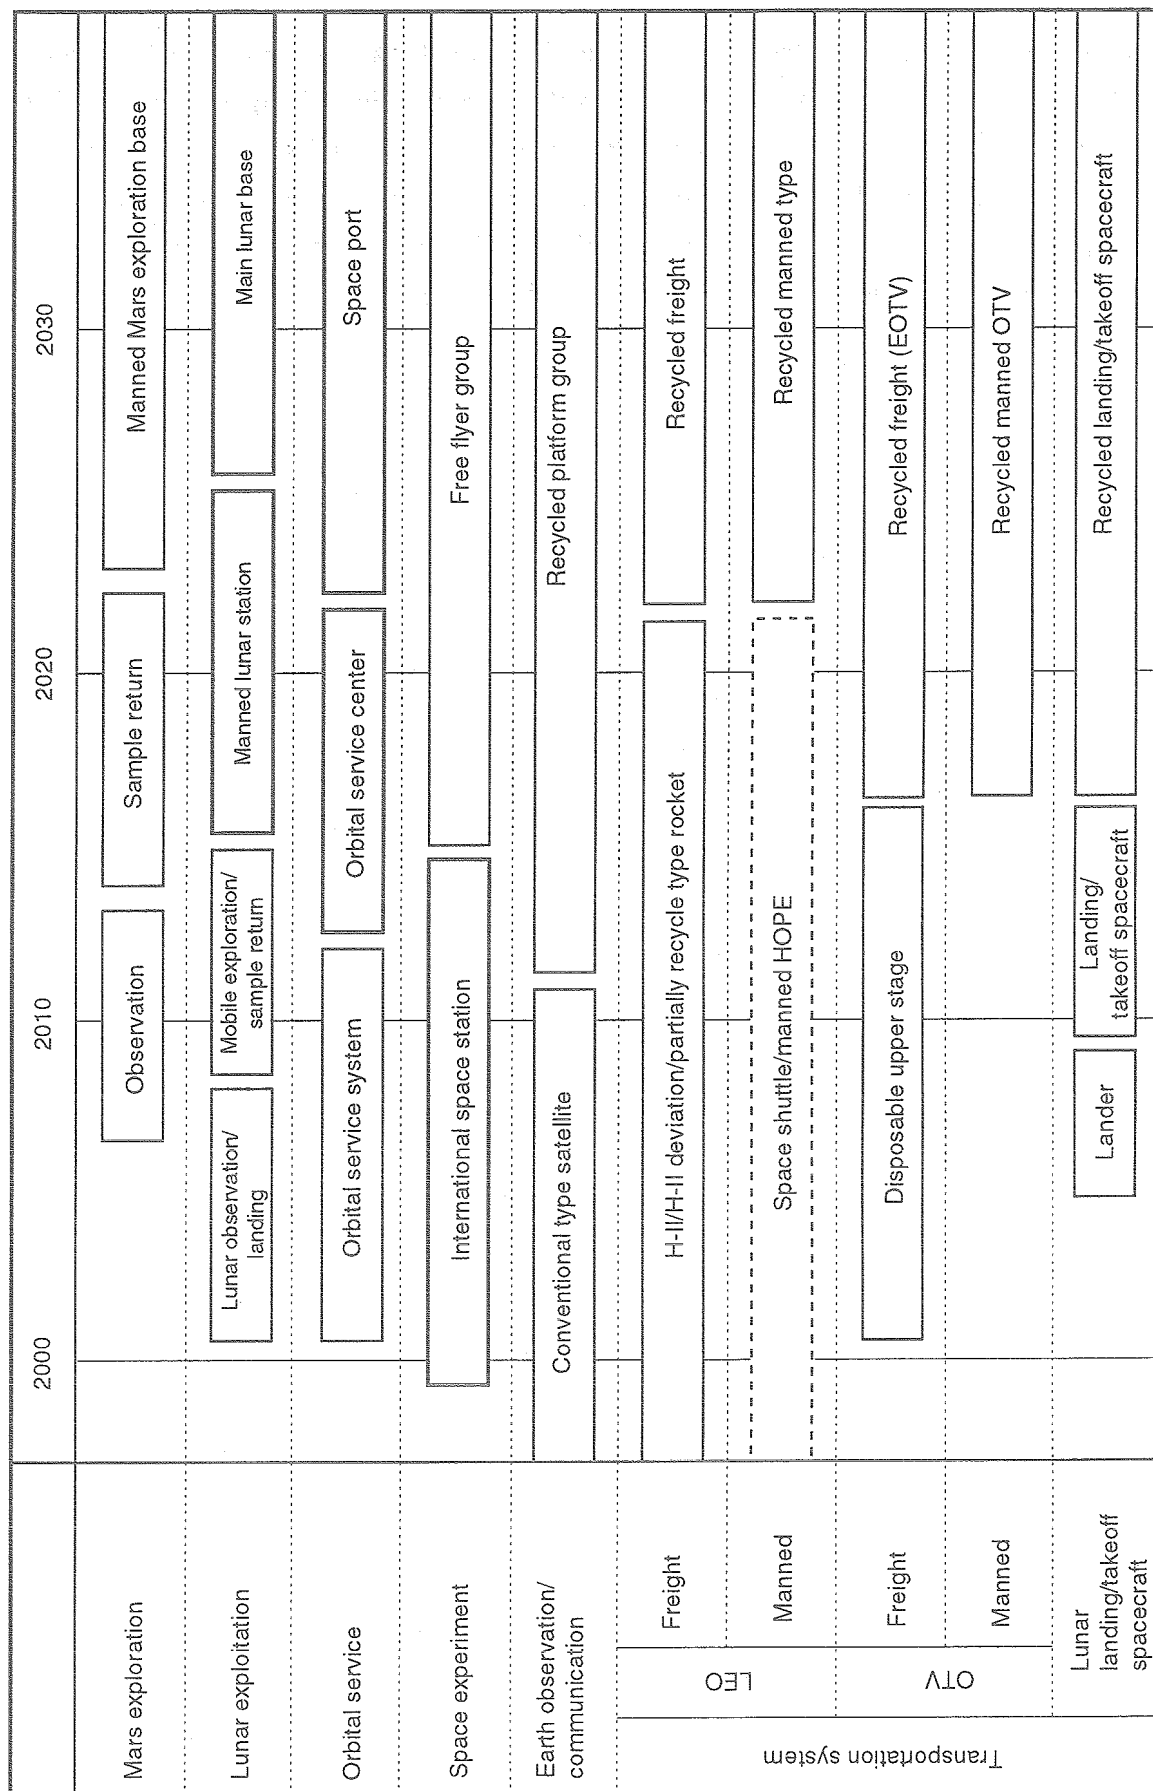 2000
2010
2020
2030
Mars exploration
Observation
Sample return
Manned Mars exploration base
Lunar exploitation
Lunar observation/
landing
Mobile exploration/
sample return
Manned lunar station
Main lunar base
Orbital service
Orbital service system
Orbital service center
Space port
Space experiment
International space station
Free flyer group
Earth observation/
communication
Conventional type satellite
Recycled platform group
Transportation system
LEO
Freight
H-II/H-II deviation/partially recycle type rocket
Recycled freight
Manned
Space shuttle/manned HOPE
Recycled manned type
OTV
Freight
Disposable upper stage
Recycled freight (EOTV)
Manned
Recycled manned OTV
Lunar
landing/takeoff
spacecraft
Lander
Landing/
takeoff spacecraft
Recycled landing/takeoff spacecraft